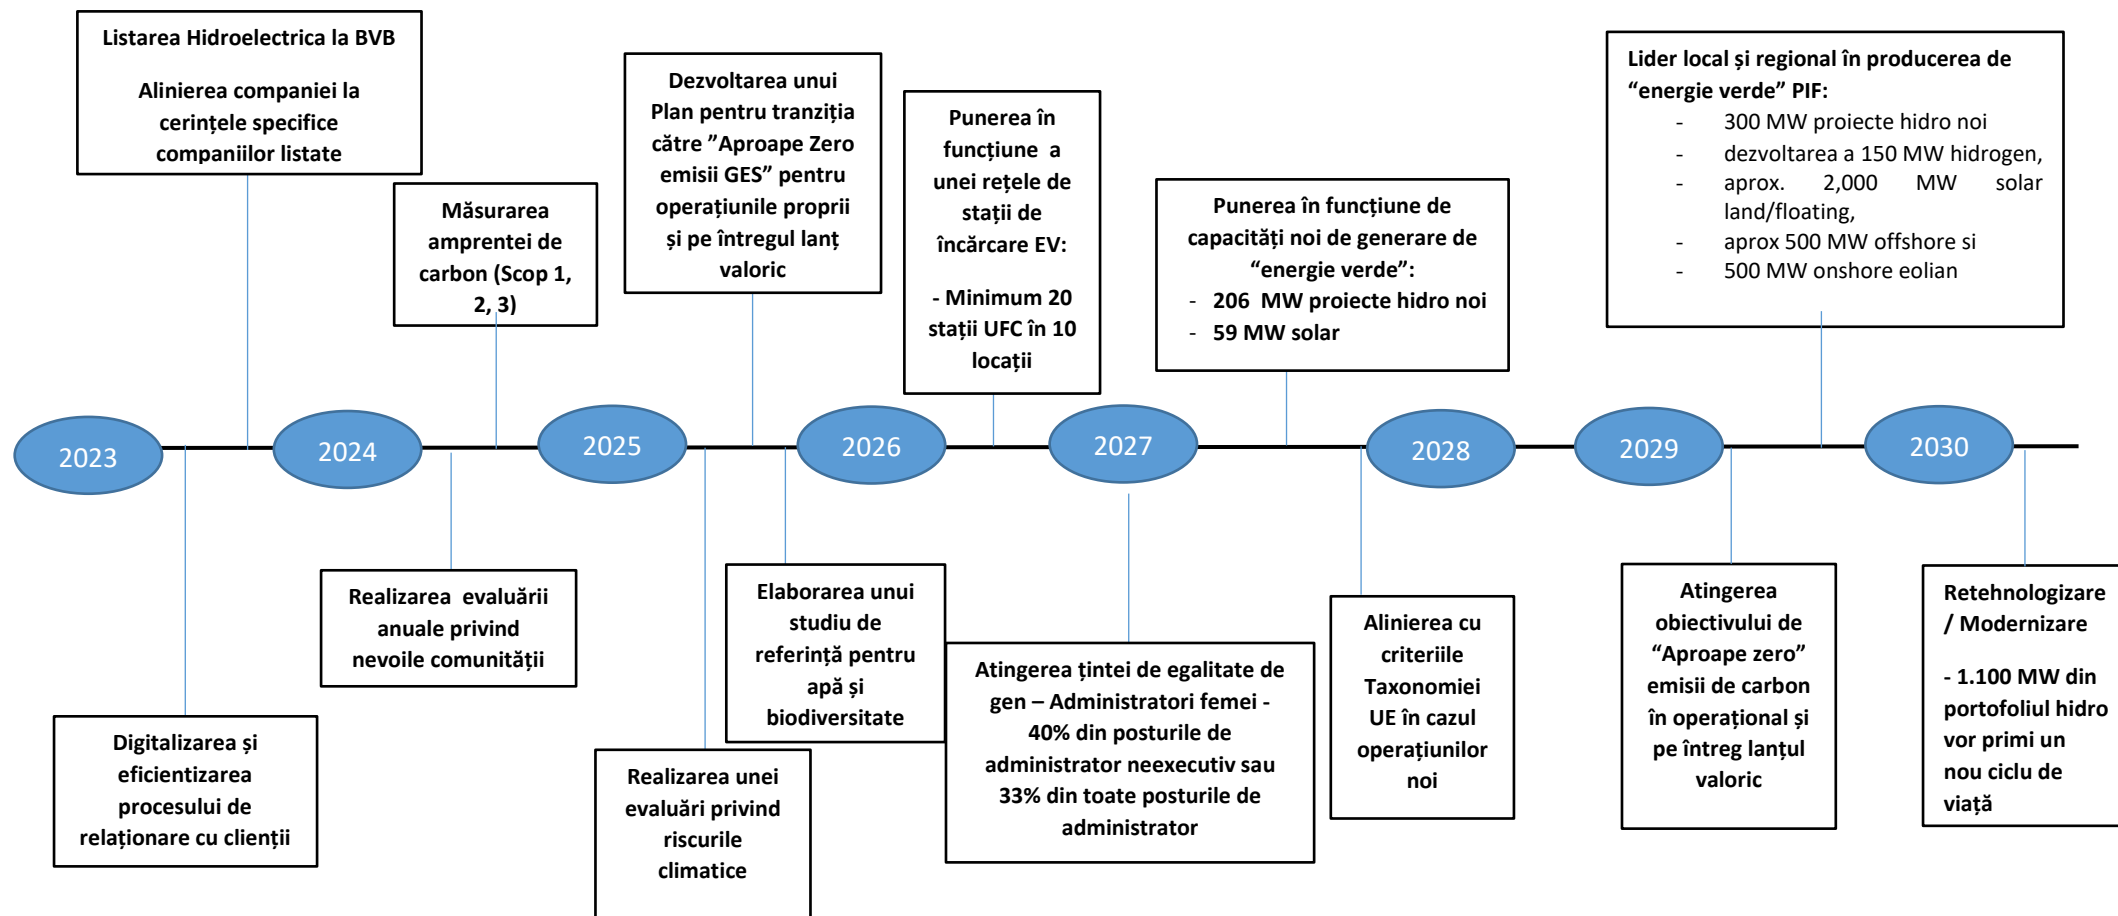 Listarea Hidroelectrica la BVB
Alinierea companiei la
cerințele specifice
companiilor listate
Măsurarea
amprentei de
carbon (Scop 1,
2, 3)
Dezvoltarea unui
Plan pentru tranziția
către ”Aproape Zero
emisii GES” pentru
operațiunile proprii
și pe întregul lanț
valoric
Punerea în
funcțiune a
unei rețele de
stații de
încărcare EV:
- Minimum 20
stații UFC în 10
locații
Punerea în funcțiune de
capacități noi de generare de
“energie verde”:
- 206 MW proiecte hidro noi
- 59 MW solar
Lider local și regional în producerea de
“energie verde” PIF:
- 300 MW proiecte hidro noi
- dezvoltarea a 150 MW hidrogen,
- aprox. 2,000 MW solar
land/floating,
- aprox 500 MW offshore si
- 500 MW onshore eolian
2023
2024
2025
2026
2027
2028
2029
2030
Digitalizarea și
eficientizarea
procesului de
relaționare cu clienții
Realizarea evaluării
anuale privind
nevoile comunității
Realizarea unei
evaluări privind
riscurile
climatice
Elaborarea unui
studiu de
referință pentru
apă și
biodiversitate
Atingerea țintei de egalitate de
gen – Administratori femei -
40% din posturile de
administrator neexecutiv sau
33% din toate posturile de
administrator
Alinierea cu
criteriile
Taxonomiei
UE în cazul
operațiunilor
noi
Atingerea
obiectivului de
“Aproape zero”
emisii de carbon
în operațional și
pe întreg lanțul
valoric
Retehnologizare
/ Modernizare
- 1.100 MW din
portofoliul hidro
vor primi un
nou ciclu de
viață